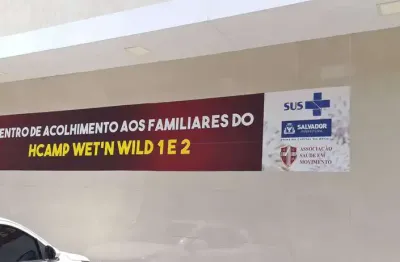 ENTRO DE ACOLHIMENTO AOS FAMILIARES DO
HCAMP WET'N WILD 1 E 2
SUS
SALVADOR
ASSOCIAÇÃO
SAÚDE EM
MOVIMENTO